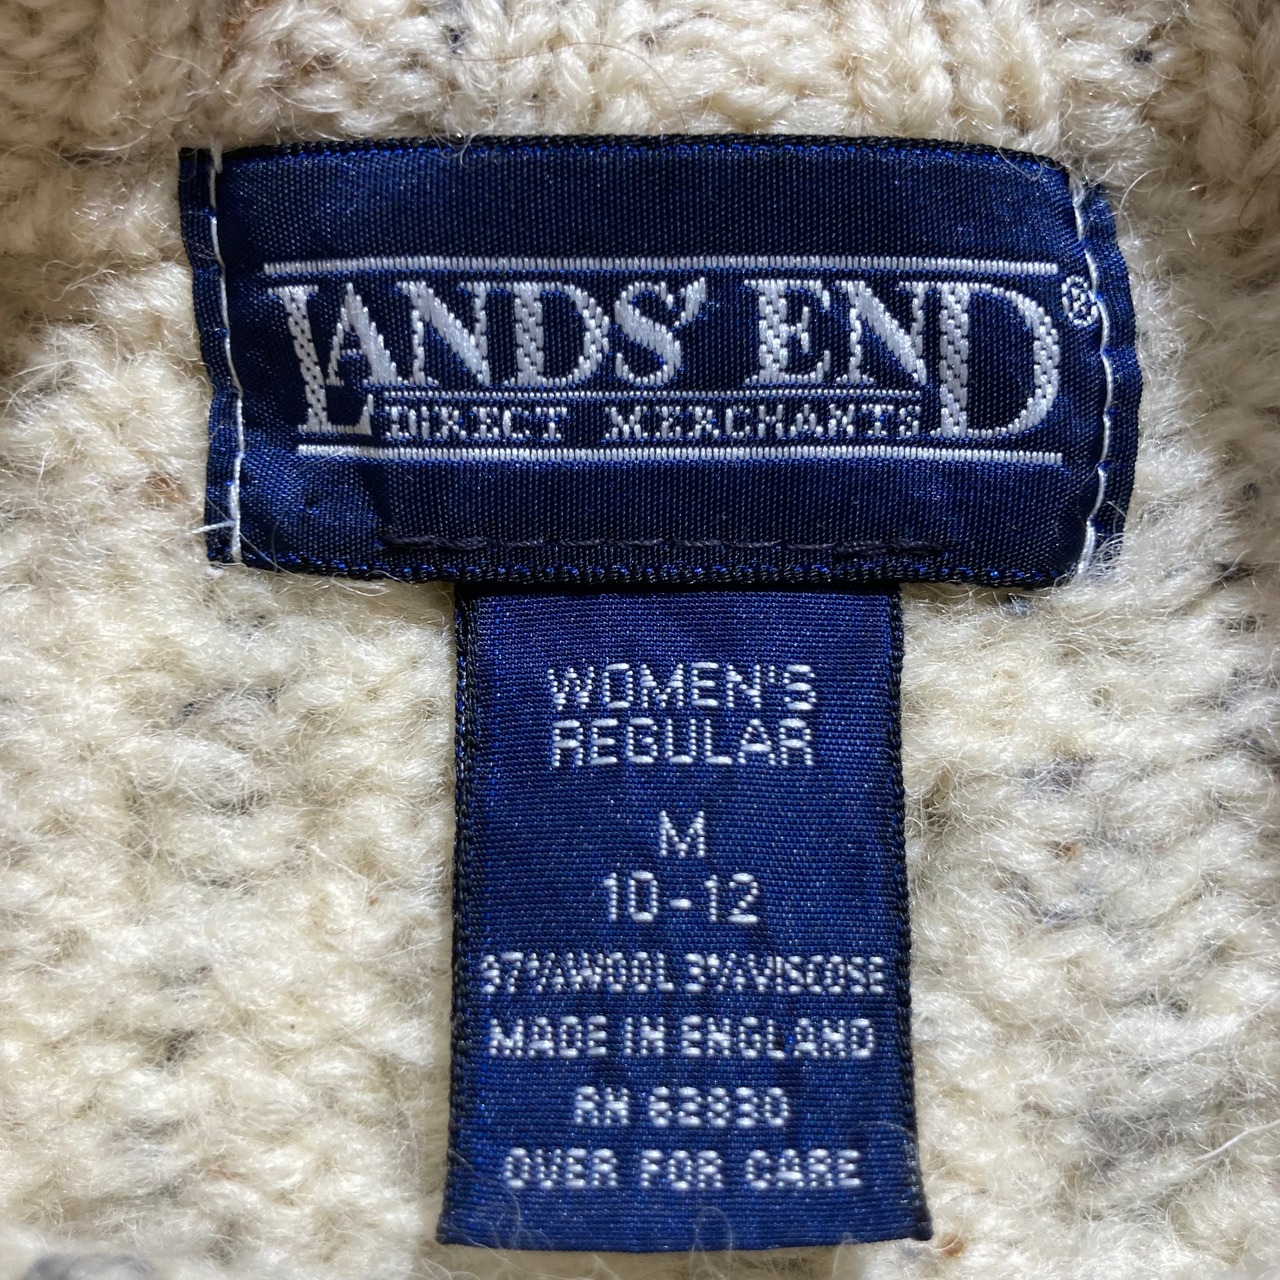 LANDS' END®
DIRECT MERCHANTS
WOMEN'S
REGULAR
M
10-12
97% WOOL 3% VISCOSE
MADE IN ENGLAND
RN 62830
OVER FOR CARE